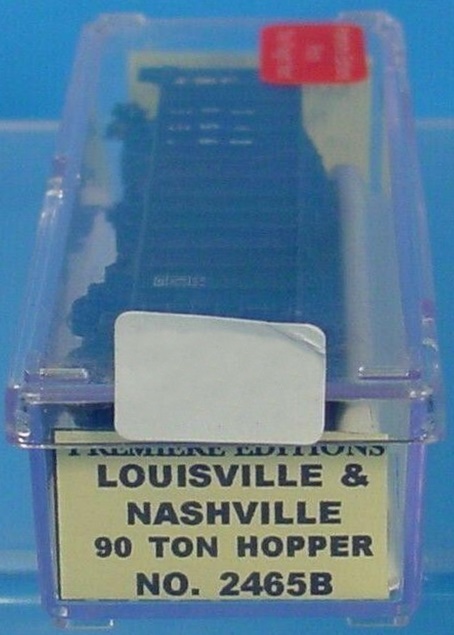 PREMIERE EDITIONS
LOUISVILLE &
NASHVILLE
90 TON HOPPER
NO. 2465B